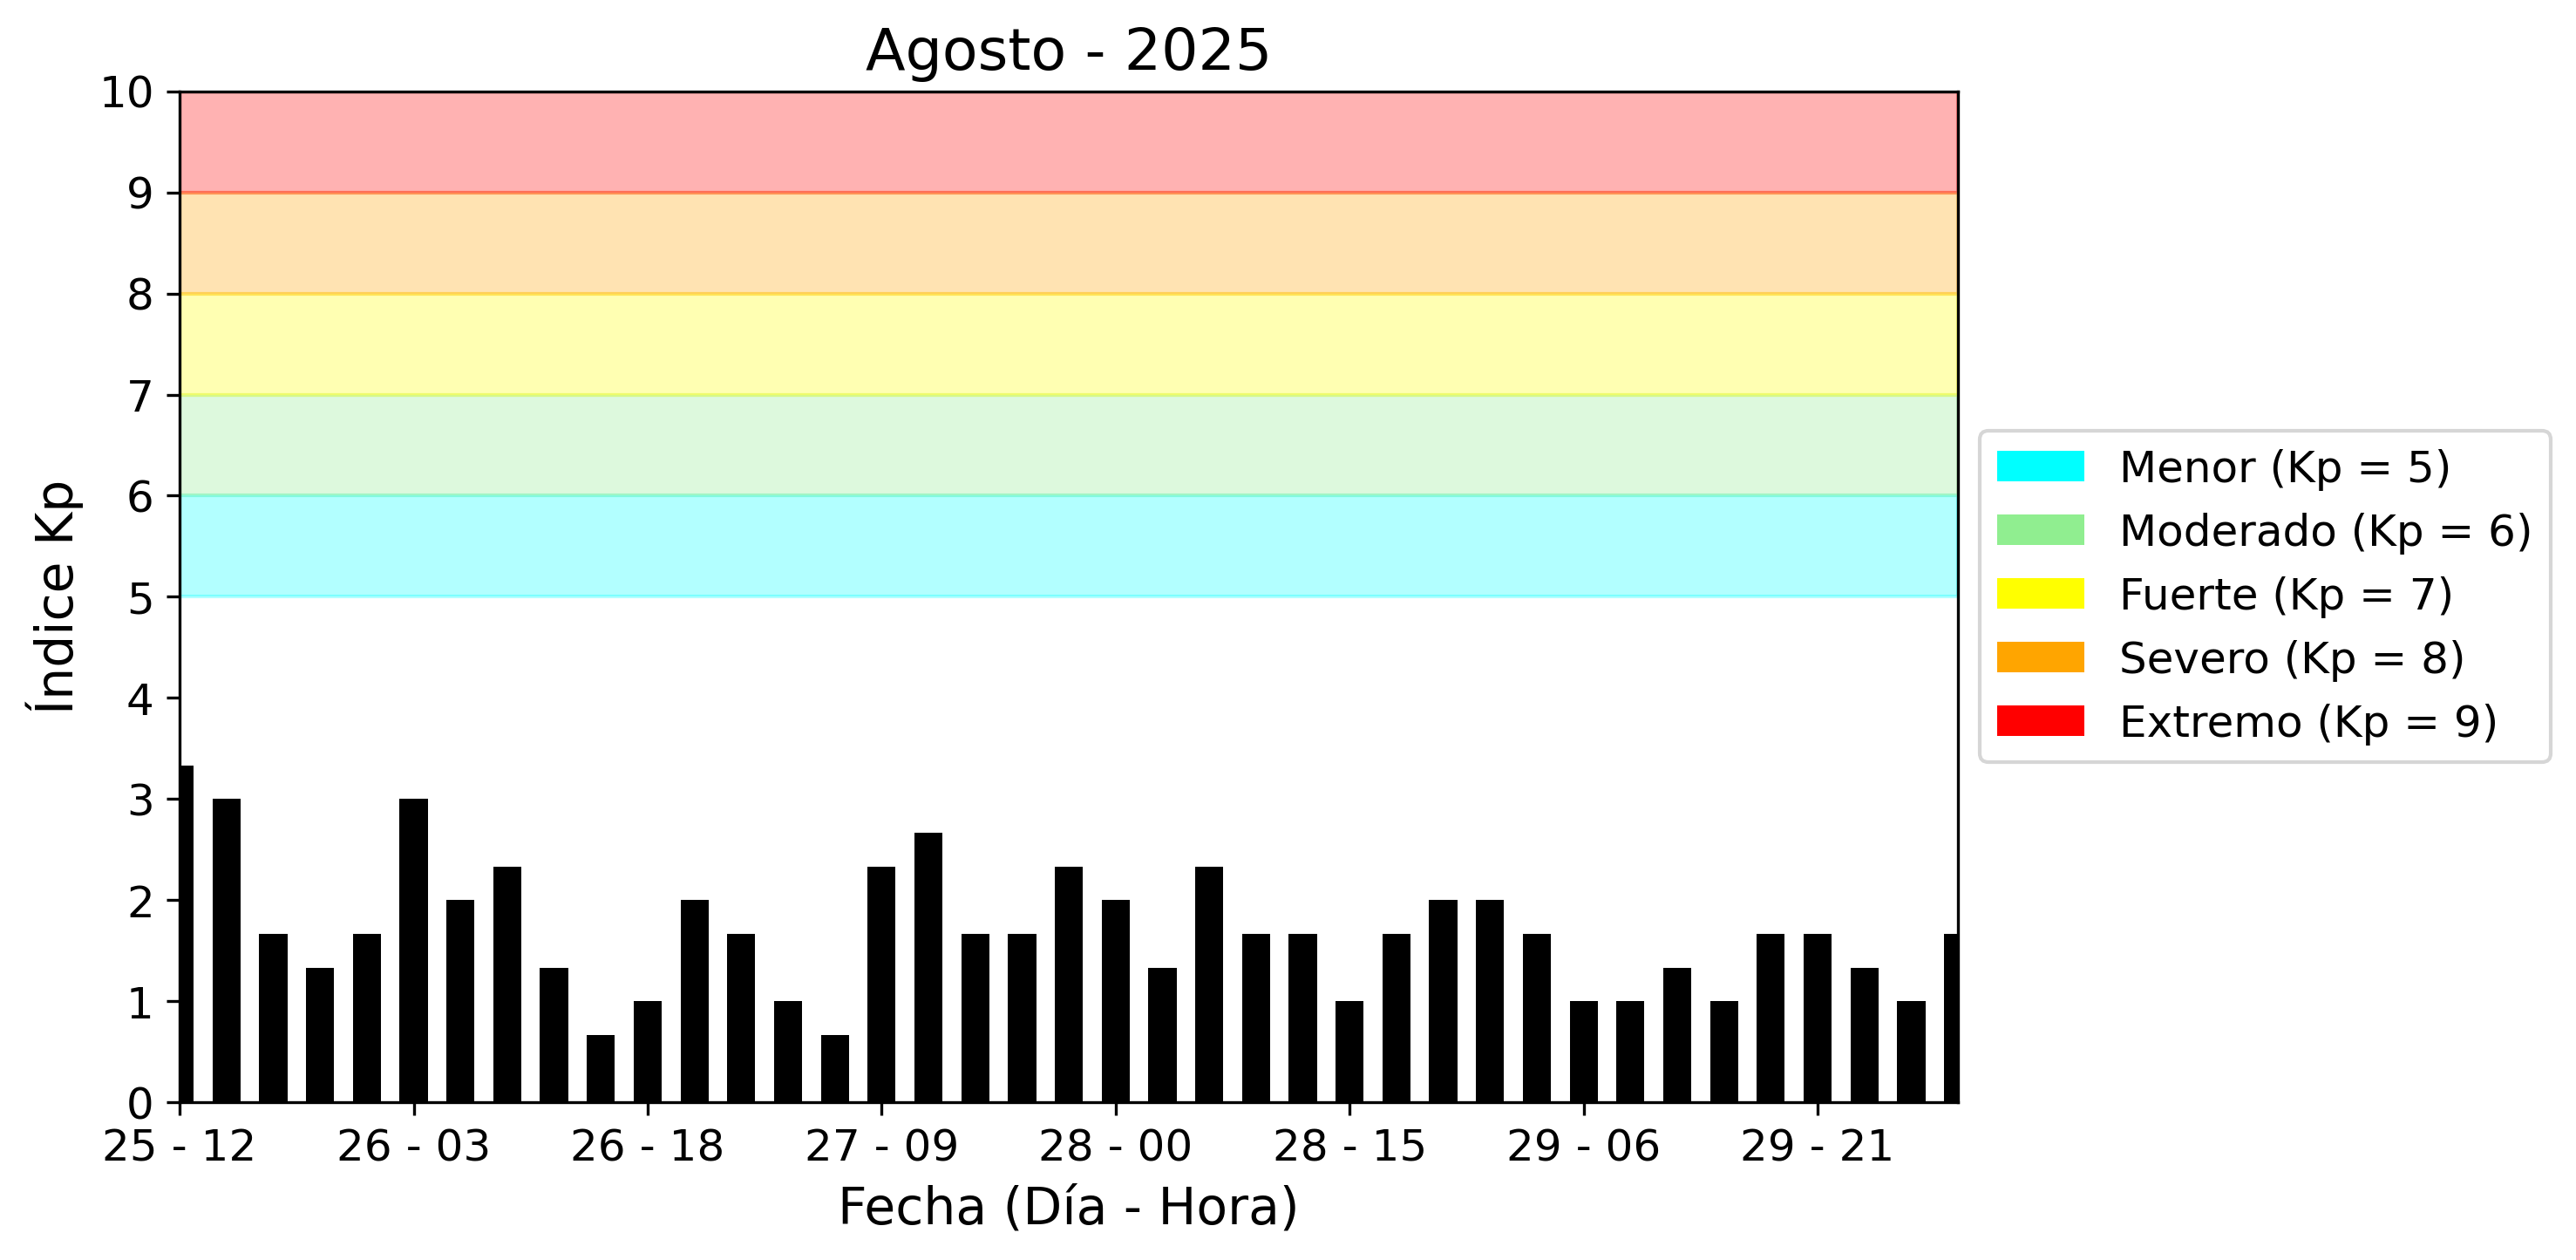 Agosto - 2025
Índice Kp
10
9
8
7
6
5
4
3
2
1
0
25 - 12
26 - 03
26 - 18
27 - 09
28 - 00
28 - 15
29 - 06
29 - 21
Fecha (Día - Hora)
Menor (Kp = 5)
Moderado (Kp = 6)
Fuerte (Kp = 7)
Severo (Kp = 8)
Extremo (Kp = 9)